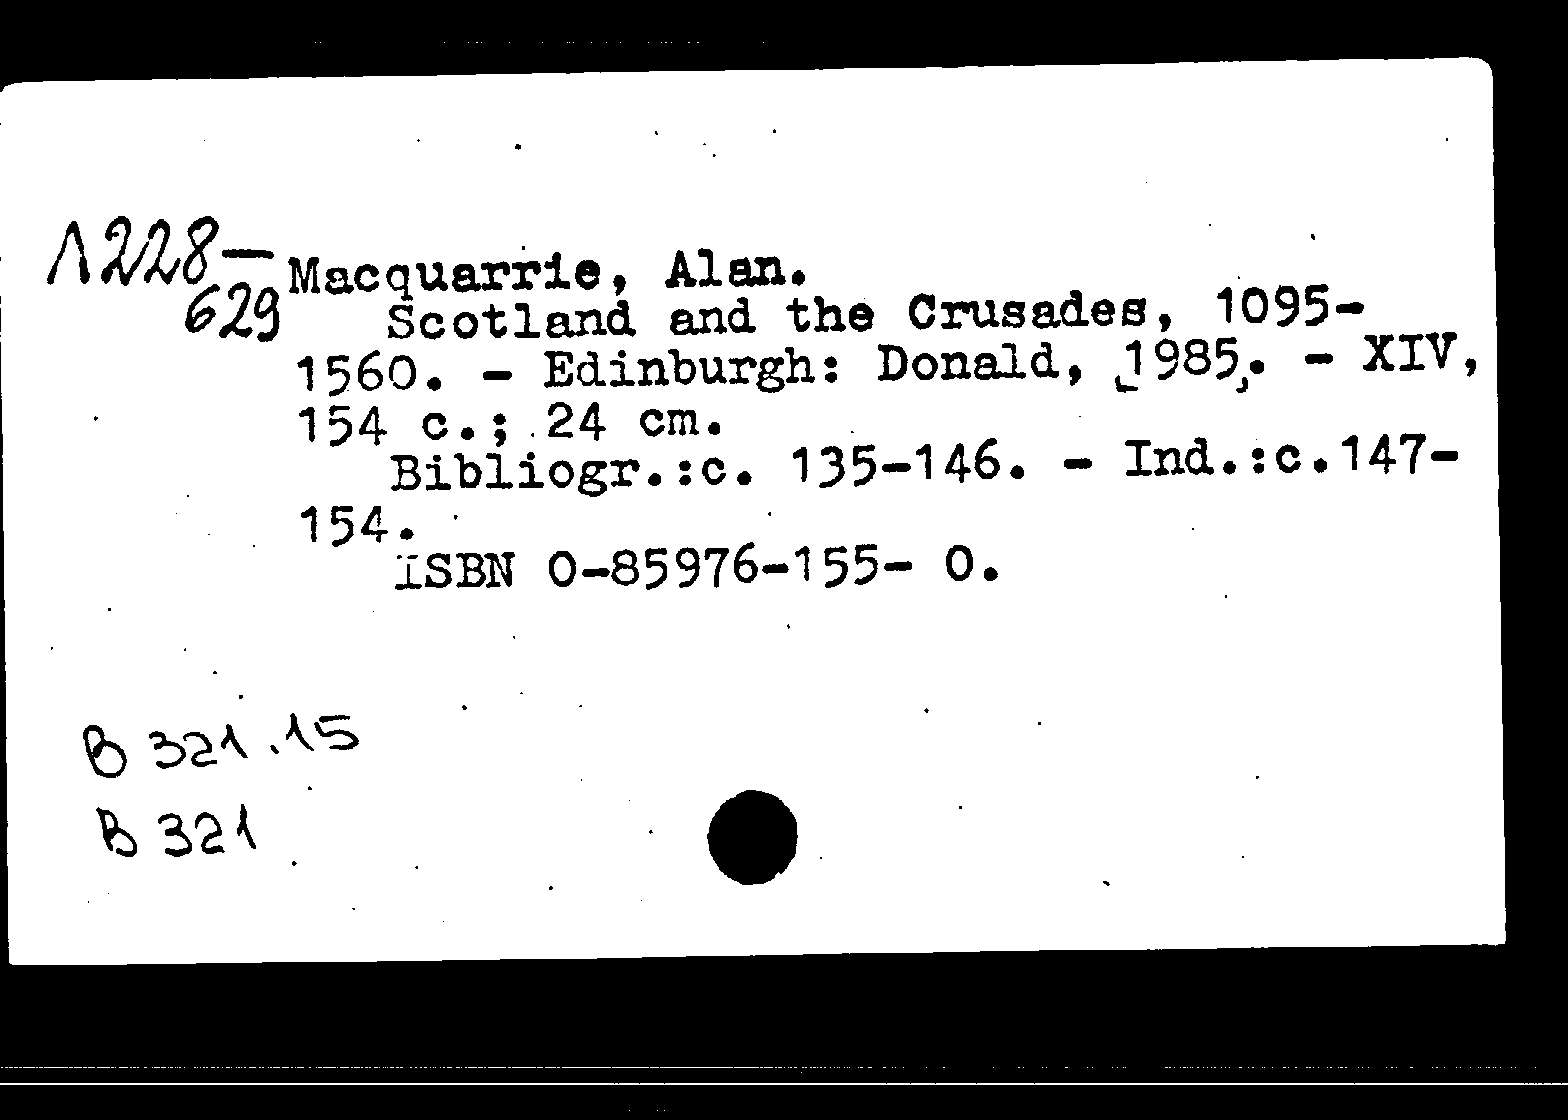 Л228-
629
Macquarrie, Alan.
Scotland and the Crusades, 1095-
1560. - Edinburgh: Donald, [1985]. - XIV,
154 с.; 24 cm.
Bibliogr.:с. 135-146. - Ind.:с.147-
154.
ISBN 0-85976-155- 0.
В 321.15
В 321